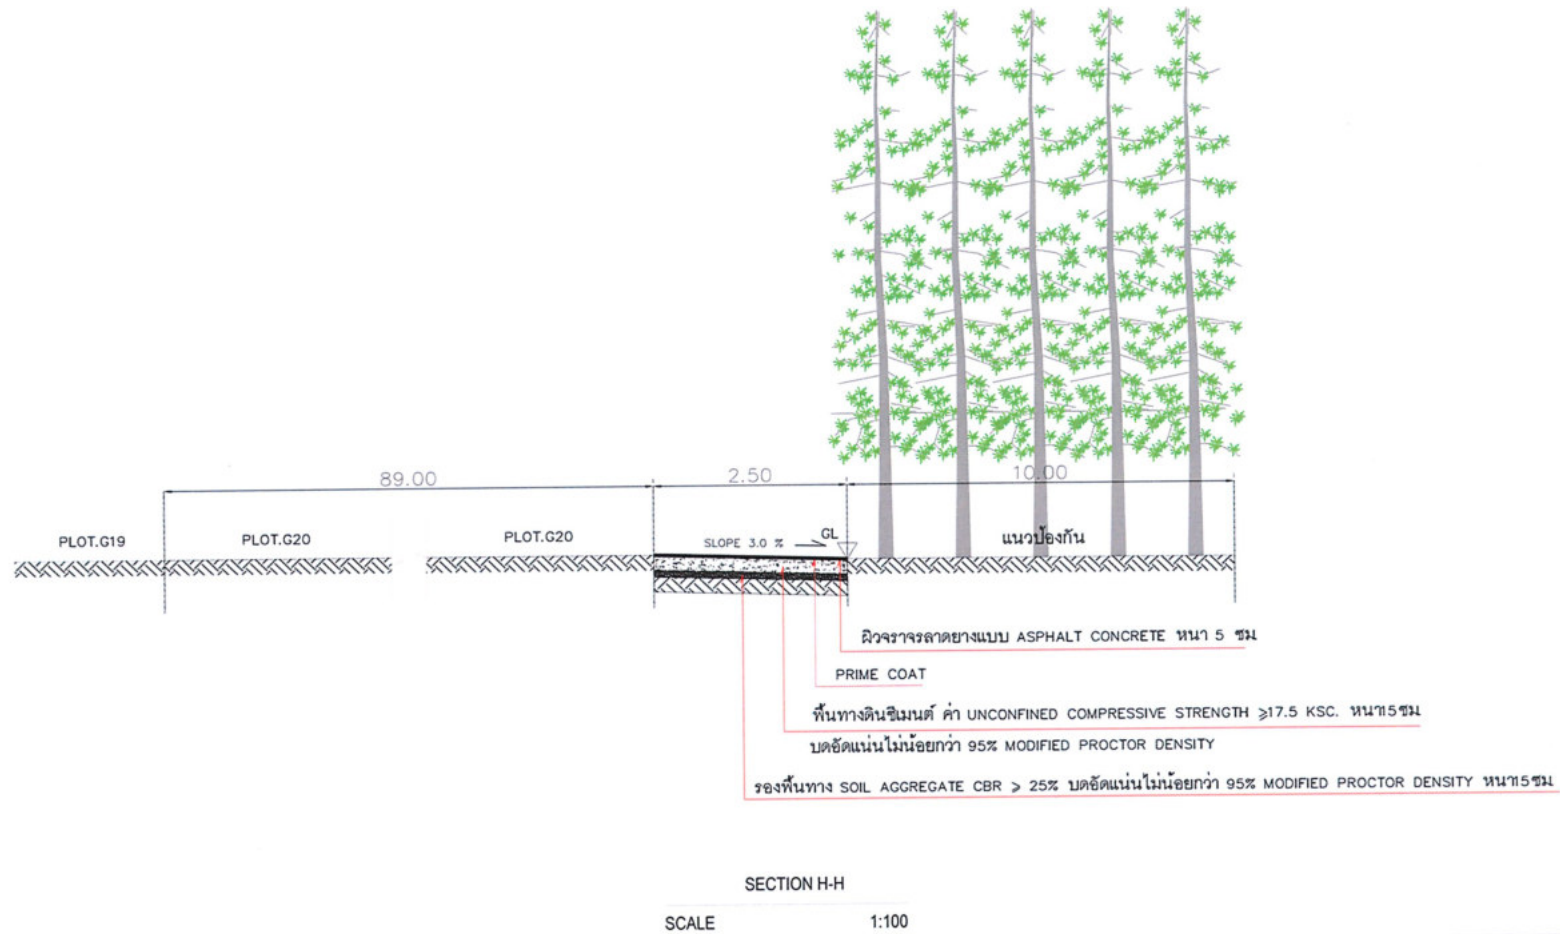 89.00
2.50
10.00
PLOT.G19
PLOT.G20
PLOT.G20
SLOPE 3.0 %
GL
แนวป้องกัน
ผิวจราจรลาดยางแบบ ASPHALT CONCRETE หนา 5 ซม.
PRIME COAT
พื้นทางดินซีเมนต์ ค่า UNCONFINED COMPRESSIVE STRENGTH ≥17.5 KSC. หนา15ซม.
บดอัดแน่นไม่น้อยกว่า 95% MODIFIED PROCTOR DENSITY
รองพื้นทาง SOIL AGGREGATE CBR ≥ 25% บดอัดแน่นไม่น้อยกว่า 95% MODIFIED PROCTOR DENSITY หนา15ซม.
SECTION H-H
SCALE 1:100